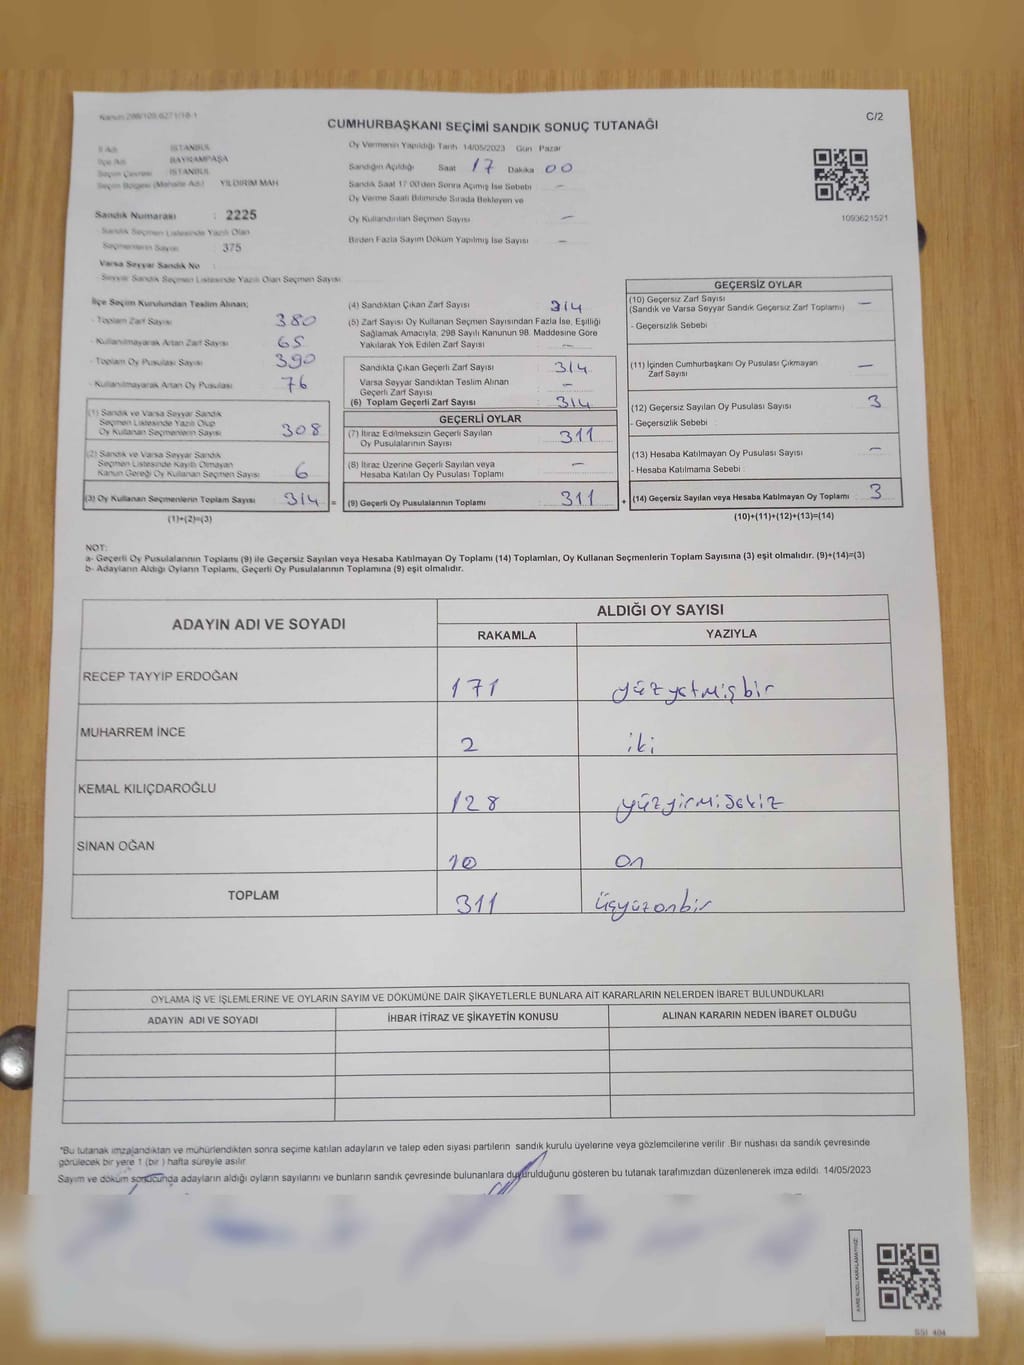 Kanun 298/109.6271/18-1
C/2
CUMHURBAŞKANI SEÇİMİ SANDIK SONUÇ TUTANAĞI
İl Adı : İSTANBUL
İlçe Adı : BAYRAMPAŞA
Seçim Çevresi : İSTANBUL
Seçim Bölgesi (Mahalle Adı) : YILDIRIM MAH
Sandık Numarası : 2225
Sandık Seçmen Listesinde Yazılı Olan
Seçmenlerin Sayısı : 375
Varsa Seyyar Sandık No :
Seyyar Sandık Seçmen Listesinde Yazılı Olan Seçmen Sayısı
Oy Vermenin Yapıldığı Tarih 14/05/2023 Gün Pazar
Sandığın Açıldığı Saat 17 Dakika 00
Sandık Saat 17:00'den Sonra Açılmış İse Sebebi —
Oy Verme Saati Bitiminde Sırada Bekleyen ve
Oy Kullandırılan Seçmen Sayısı —
Birden Fazla Sayım Döküm Yapılmış İse Sayısı —
1093621521
İlçe Seçim Kurulundan Teslim Alınan;
- Toplam Zarf Sayısı 380
- Kullanılmayarak Artan Zarf Sayısı 65
- Toplam Oy Pusulası Sayısı 390
- Kullanılmayarak Artan Oy Pusulası 76
(1) Sandık ve Varsa Seyyar Sandık
Seçmen Listesinde Yazılı Olup
Oy Kullanan Seçmenlerin Sayısı 308
(2) Sandık ve Varsa Seyyar Sandık
Seçmen Listesinde Kayıtlı Olmayan
Kanun Gereği Oy Kullanan Seçmen Sayısı 6
(3) Oy Kullanan Seçmenlerin Toplam Sayısı 314 =
(1)+(2)=(3)
(4) Sandıktan Çıkan Zarf Sayısı 314
(5) Zarf Sayısı Oy Kullanan Seçmen Sayısından Fazla İse, Eşitliği
Sağlamak Amacıyla, 298 Sayılı Kanunun 98. Maddesine Göre
Yakılarak Yok Edilen Zarf Sayısı —
Sandıkta Çıkan Geçerli Zarf Sayısı 314
Varsa Seyyar Sandıktan Teslim Alınan
Geçerli Zarf Sayısı —
(6) Toplam Geçerli Zarf Sayısı : 314
GEÇERLİ OYLAR
(7) İtiraz Edilmeksizin Geçerli Sayılan
Oy Pusulalarının Sayısı 311
(8) İtiraz Üzerine Geçerli Sayılan veya
Hesaba Katılan Oy Pusulası Toplamı —
(9) Geçerli Oy Pusulalarının Toplamı 311 +
GEÇERSİZ OYLAR
(10) Geçersiz Zarf Sayısı
(Sandık ve Varsa Seyyar Sandık Geçersiz Zarf Toplamı) —
- Geçersizlik Sebebi
(11) İçinden Cumhurbaşkanı Oy Pusulası Çıkmayan
Zarf Sayısı —
(12) Geçersiz Sayılan Oy Pusulası Sayısı 3
- Geçersizlik Sebebi :
(13) Hesaba Katılmayan Oy Pusulası Sayısı —
- Hesaba Katılmama Sebebi :
(14) Geçersiz Sayılan veya Hesaba Katılmayan Oy Toplamı 3
(10)+(11)+(12)+(13)=(14)
NOT:
a- Geçerli Oy Pusulalarının Toplamı (9) ile Geçersiz Sayılan veya Hesaba Katılmayan Oy Toplamı (14) Toplamları, Oy Kullanan Seçmenlerin Toplam Sayısına (3) eşit olmalıdır. (9)+(14)=(3)
b- Adayların Aldığı Oyların Toplamı, Geçerli Oy Pusulalarının Toplamına (9) eşit olmalıdır.
ADAYIN ADI VE SOYADI ALDIĞI OY SAYISI
RAKAMLA YAZIYLA
RECEP TAYYİP ERDOĞAN 171 yüzyetmişbir
MUHARREM İNCE 2 iki
KEMAL KILIÇDAROĞLU 128 yüzyirmisekiz
SİNAN OĞAN 10 on
TOPLAM 311 üçyüzonbir
OYLAMA İŞ VE İŞLEMLERİNE VE OYLARIN SAYIM VE DÖKÜMÜNE DAİR ŞİKAYETLERLE BUNLARA AİT KARARLARIN NELERDEN İBARET BULUNDUKLARI
ADAYIN ADI VE SOYADI İHBAR İTİRAZ VE ŞİKAYETİN KONUSU ALINAN KARARIN NEDEN İBARET OLDUĞU
*Bu tutanak imzalandıktan ve mühürlendikten sonra seçime katılan adayların ve talep eden siyasi partilerin sandık kurulu üyelerine veya gözlemcilerine verilir .Bir nüshası da sandık çevresinde
görülecek bir yere 1 (bir ) hafta süreyle asılır
Sayım ve döküm sonucunda adayların aldığı oyların sayılarını ve bunların sandık çevresinde bulunanlara duyurulduğunu gösteren bu tutanak tarafımızdan düzenlenerek imza edildi. 14/05/2023
KARE KODU KARALAMAYINIZ!
SSI 404